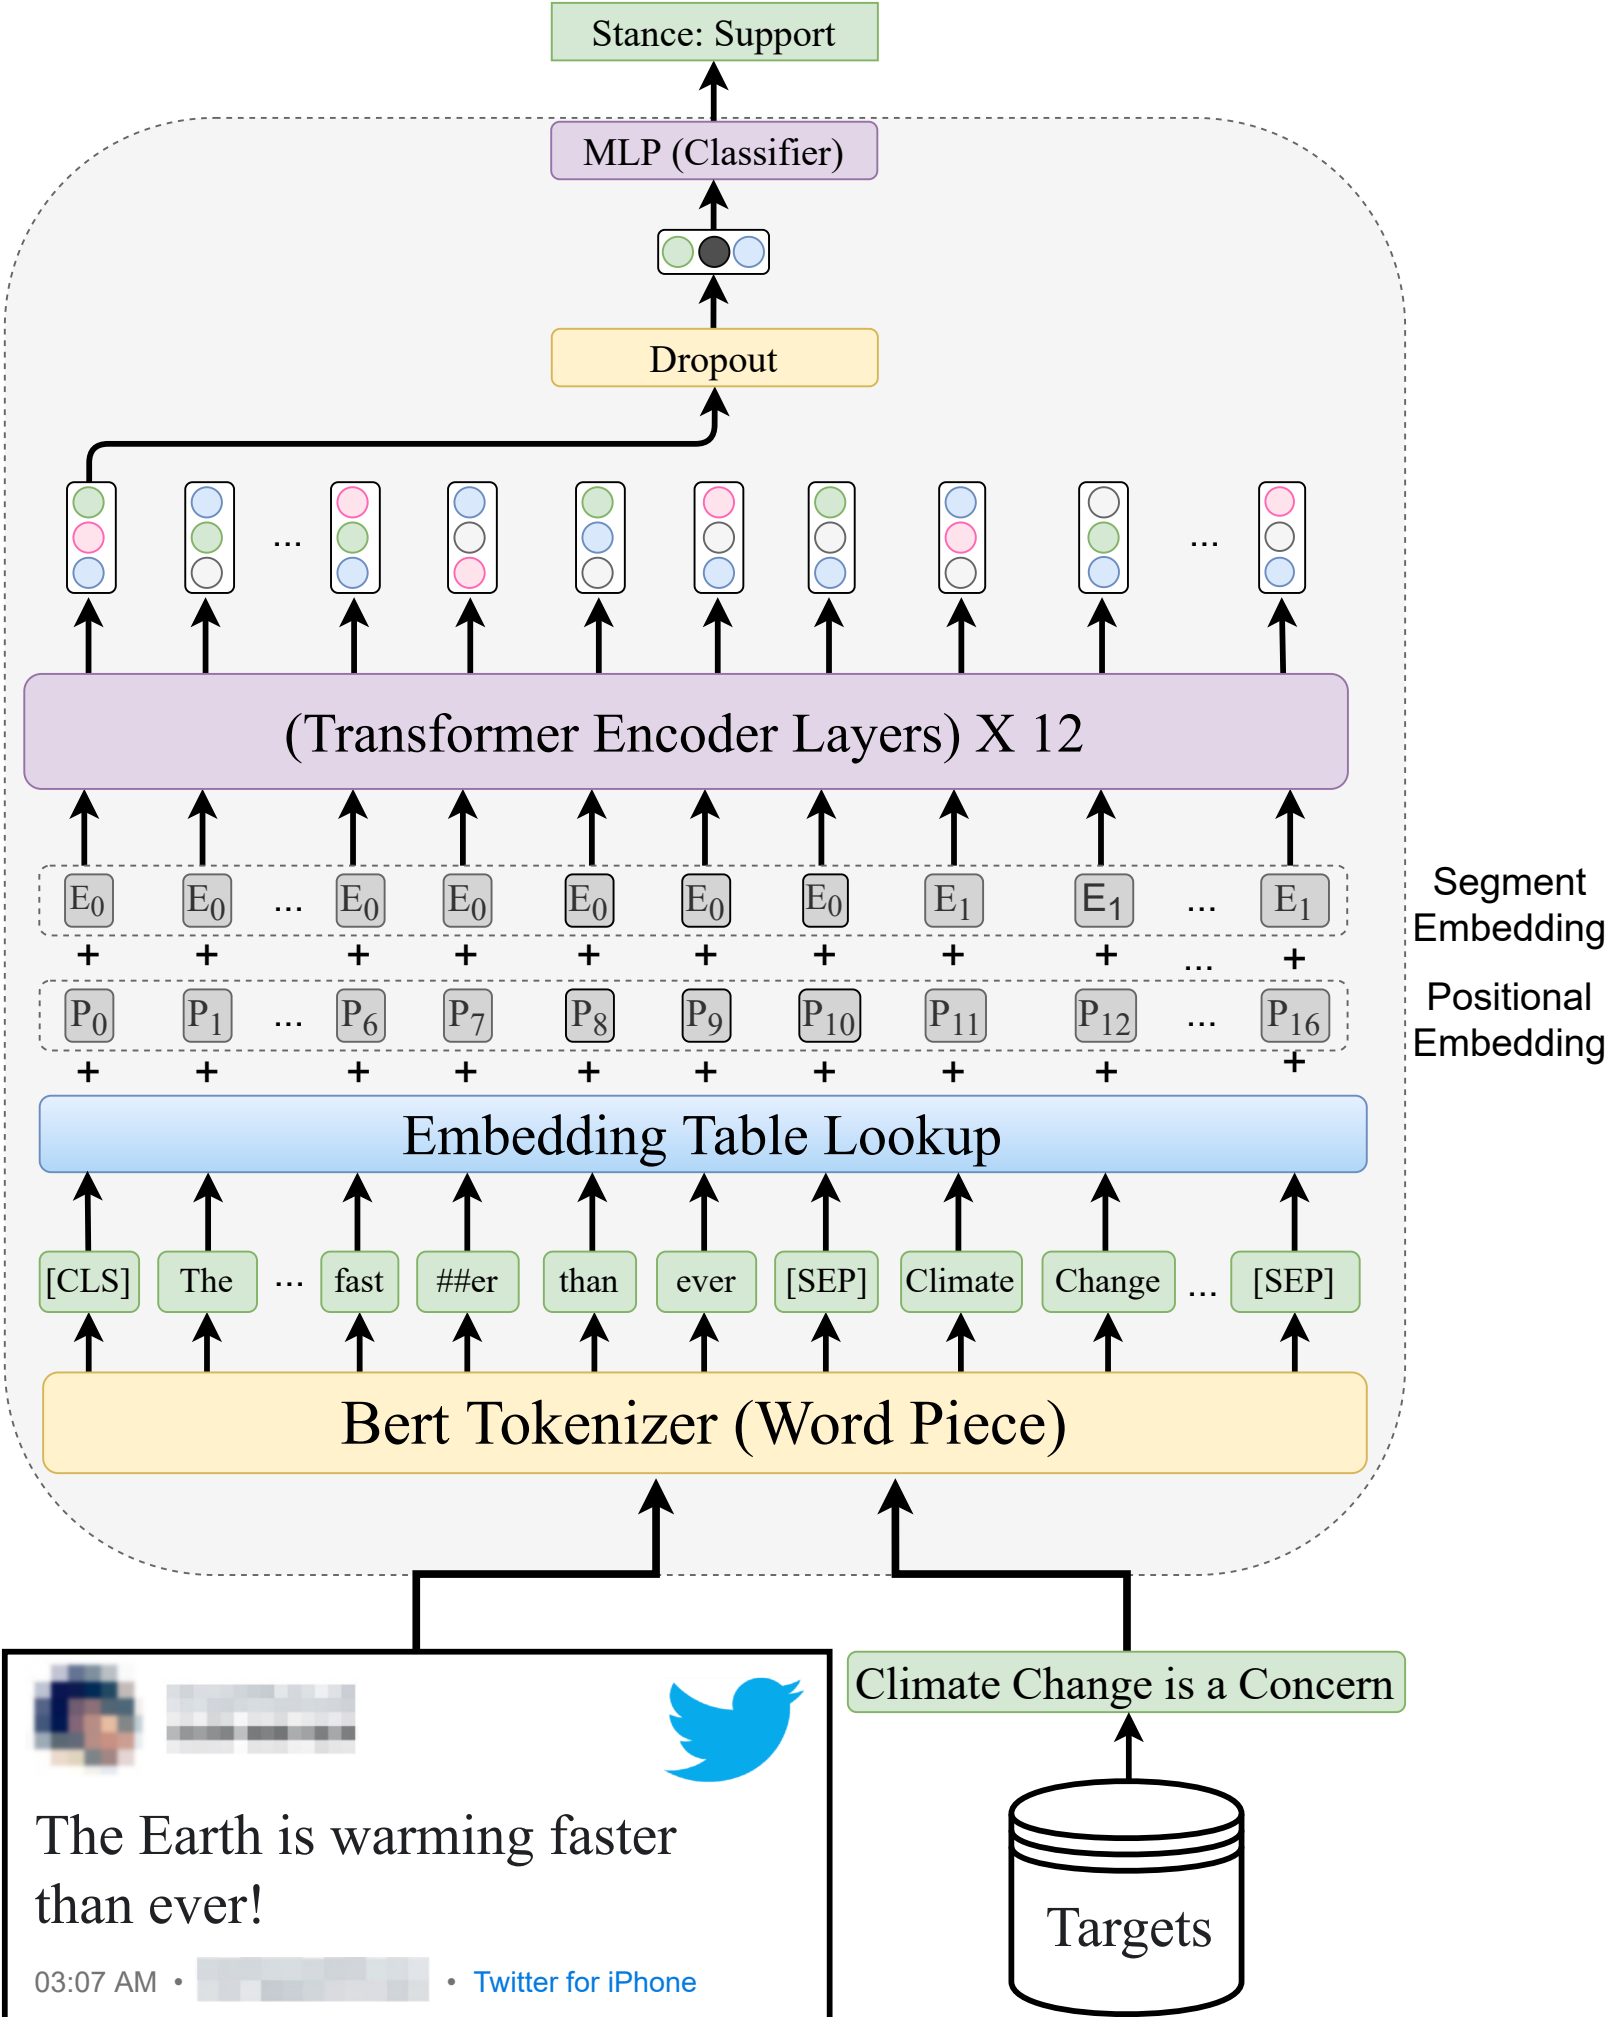 Stance: Support
MLP (Classifier)
Dropout
...
...
(Transformer Encoder Layers) X 12
E0 E0 ... E0 E0 E0 E0 E0 E1 E1 ... E1
Segment
Embedding
+ + + + + + + + + ... +
P0 P1 ... P6 P7 P8 P9 P10 P11 P12 ... P16
Positional
Embedding
+ + + + + + + + + +
Embedding Table Lookup
[CLS] The ... fast ##er than ever [SEP] Climate Change ... [SEP]
Bert Tokenizer (Word Piece)
Climate Change is a Concern
The Earth is warming faster
than ever!
Targets
03:07 AM • • Twitter for iPhone